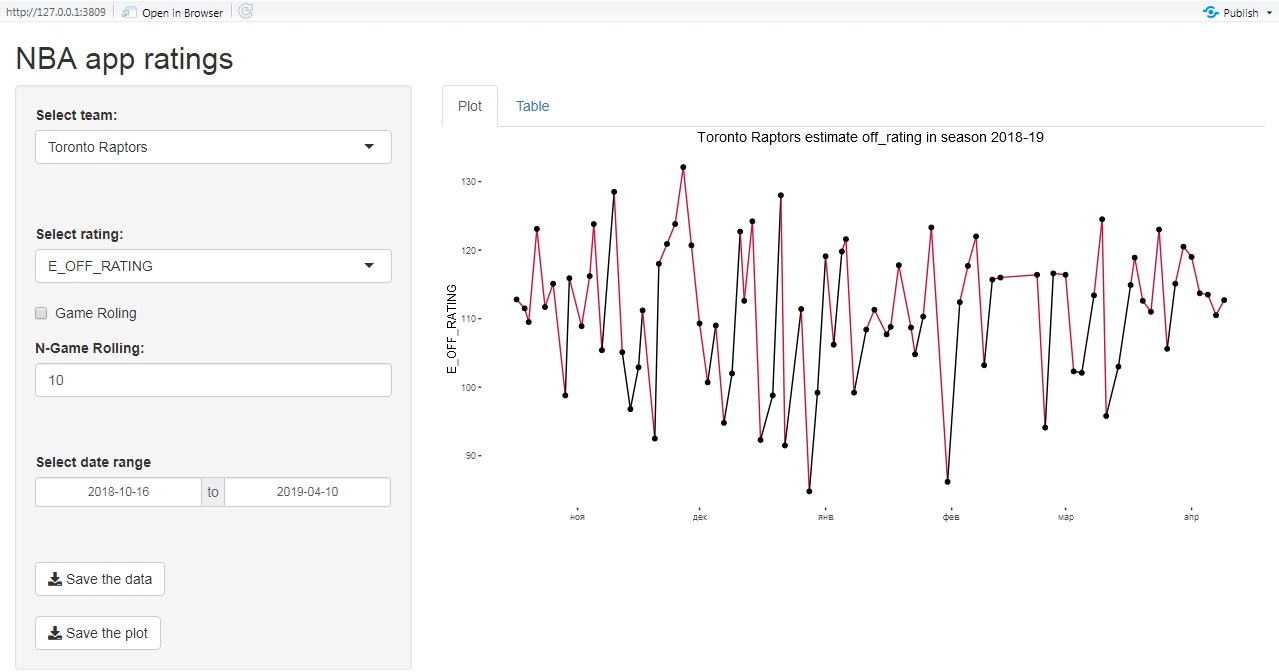 http://127.0.0.1:3809 Open in Browser Publish
NBA app ratings
Select team:
Toronto Raptors
Select rating:
E_OFF_RATING
Game Roling
N-Game Rolling:
10
Select date range
2018-10-16 to 2019-04-10
Save the data
Save the plot
Plot Table
Toronto Raptors estimate off_rating in season 2018-19
E_OFF_RATING
130
120
110
100
90
ноя дек янв фев мар апр